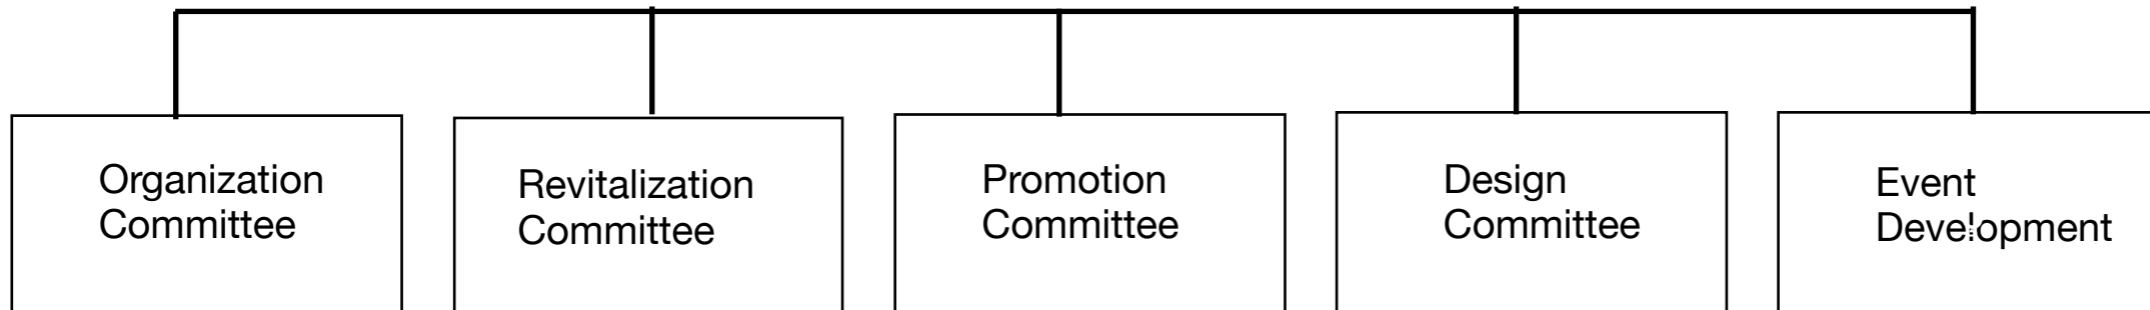 Organization
Committee
Revitalization
Committee
Promotion
Committee
Design
Committee
Event
Development